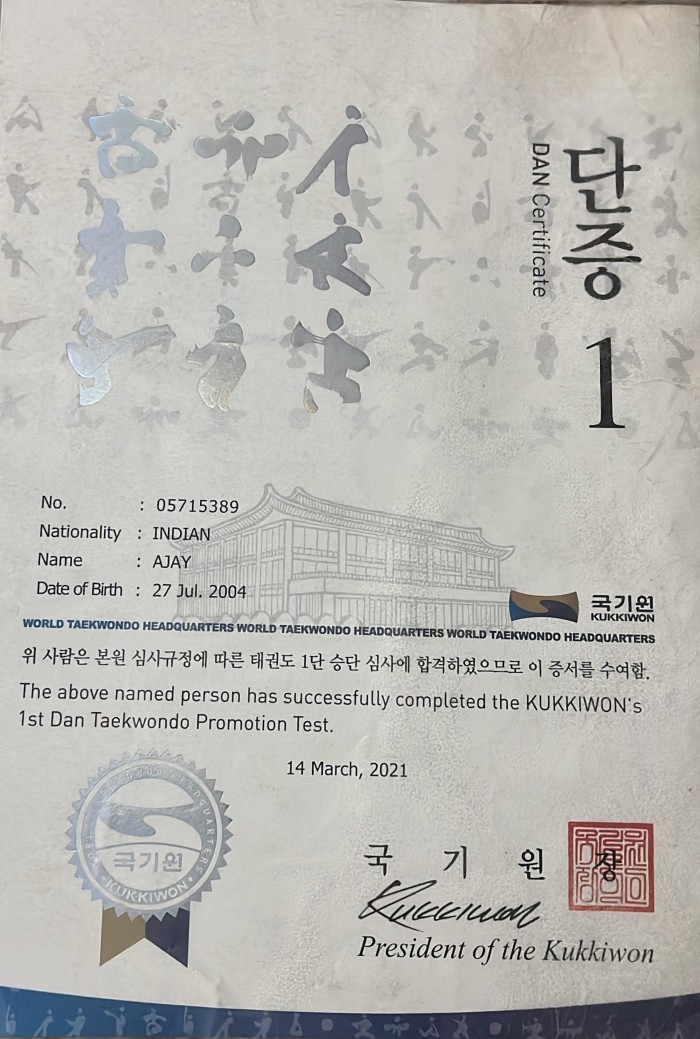 단증
DAN Certificate
1
No. : 05715389
Nationality : INDIAN
Name : AJAY
Date of Birth : 27 Jul. 2004
국기원
KUKKIWON
WORLD TAEKWONDO HEADQUARTERS WORLD TAEKWONDO HEADQUARTERS WORLD TAEKWONDO HEADQUARTERS
위 사람은 본원 심사규정에 따른 태권도 1단 승단 심사에 합격하였으므로 이 증서를 수여함.
The above named person has successfully completed the KUKKIWON's
1st Dan Taekwondo Promotion Test.
14 March, 2021
국기원
KUKKIWON
국 기 원 장
Kukkiwon
President of the Kukkiwon